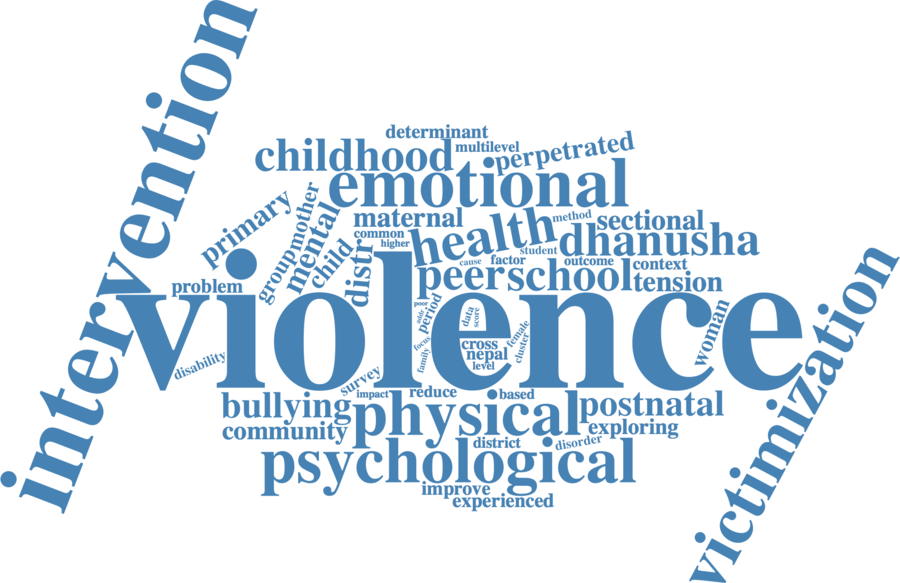 intervention
determinant
childhood
multilevel
perpetrated
emotional
primary
mother
group
mental
child
maternal
common
higher
distr
health
method
sectional
dhanusha
student
cause
factor
outcome
context
peer
school
tension
problem
violence
poor
period
data
score
focus
family
cross
nepal
level
female
cluster
woman
victimization
disability
survey
impact
reduce
based
bullying
physical
postnatal
community
exploring
district
disorder
psychological
improve
experienced